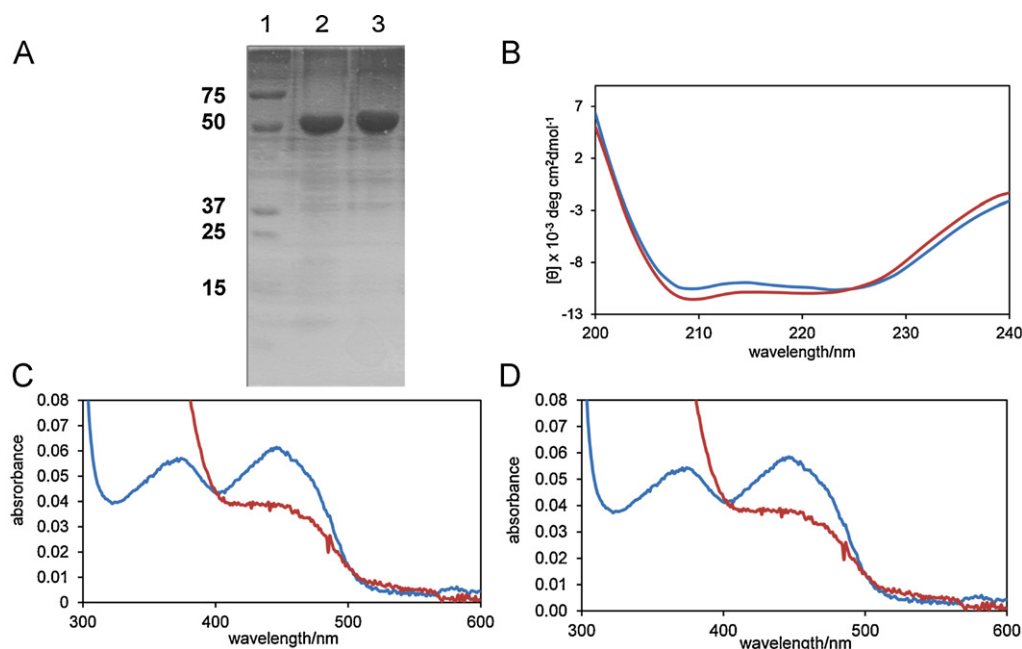 A
1 2 3
75
50
37
25
15
B
7
2
-3
-8
-13
[θ] x 10⁻³ deg cm²dmol⁻¹
200 210 220 230 240
wavelength/nm
C
0.08
0.07
0.06
0.05
0.04
0.03
0.02
0.01
0
absrorbance
300 400 500 600
wavelength/nm
D
0.08
0.07
0.06
0.05
0.04
0.03
0.02
0.01
0.00
absorbance
300 400 500 600
wavelength/nm